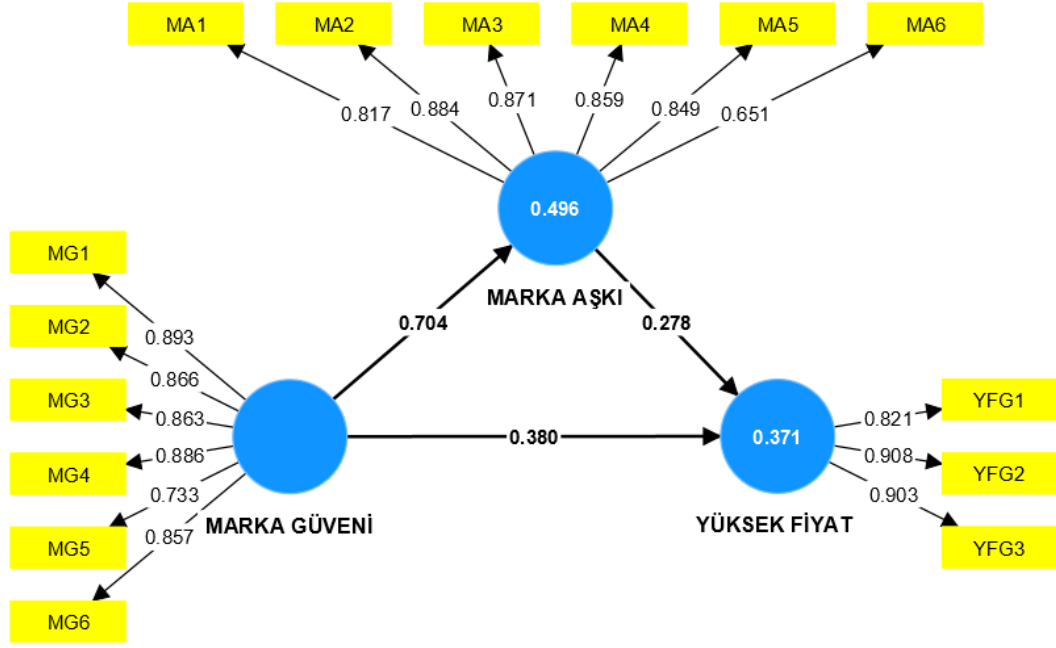 MA1 MA2 MA3 MA4 MA5 MA6
0.817 0.884 0.871 0.859 0.849 0.651
0.496
MARKA AŞKI
MG1
MG2
MG3
MG4
MG5
MG6
0.893
0.866
0.863
0.886
0.733
0.857
MARKA GÜVENİ
0.704
0.278
0.380
0.371
YÜKSEK FİYAT
0.821
0.908
0.903
YFG1
YFG2
YFG3